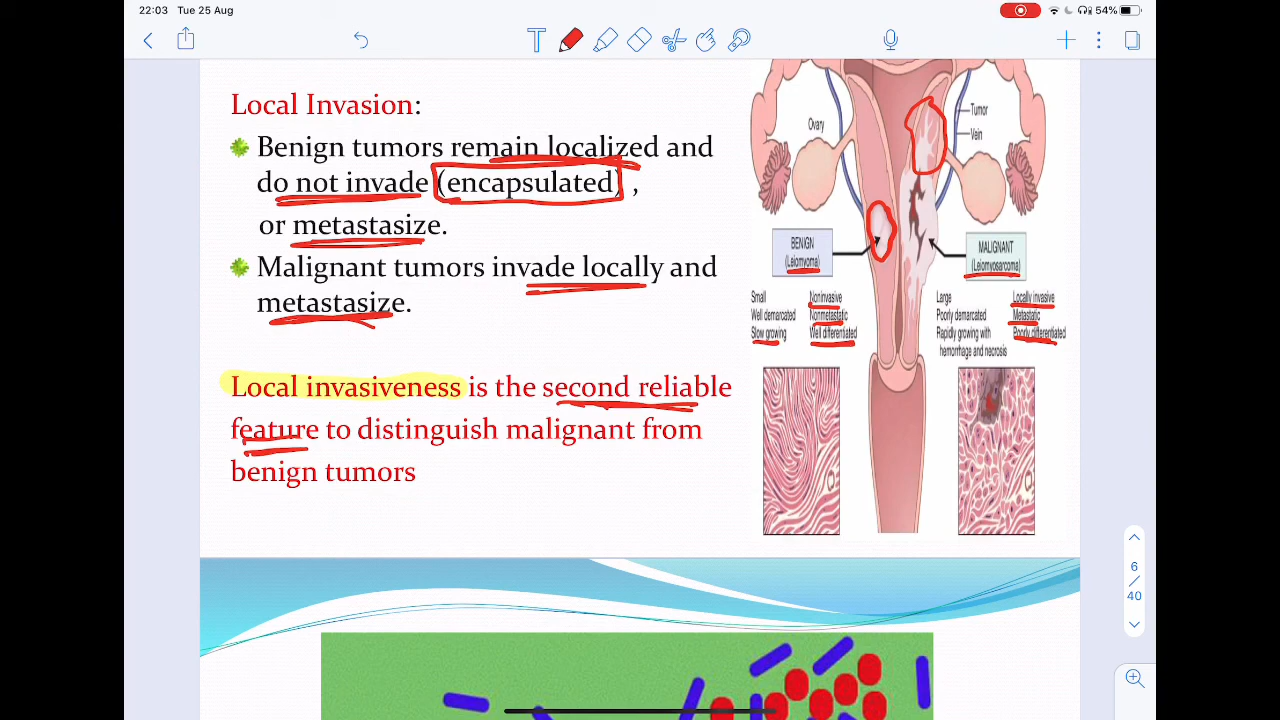 22:03 Tue 25 Aug
54%
Local Invasion:
Benign tumors remain localized and
do not invade (encapsulated) ,
or metastasize.
Malignant tumors invade locally and
metastasize.
Local invasiveness is the second reliable
feature to distinguish malignant from
benign tumors
Ovary
Tumor
Vein
BENIGN
(Leiomyoma)
MALIGNANT
(Leiomyosarcoma)
Small Noninvasive
Well demarcated Nonmetastatic
Slow growing Well differentiated
Large Locally invasive
Poorly demarcated Metastatic
Rapidly growing with Poorly differentiated
hemorrhage and necrosis
6
/
40